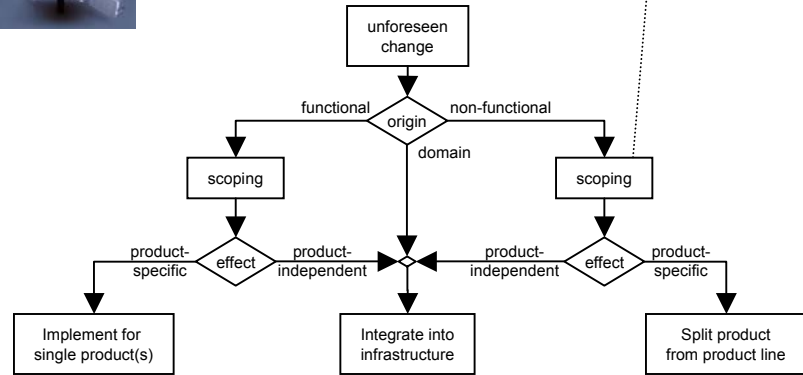 unforeseen
change
functional
origin
non-functional
domain
scoping
scoping
product-
specific
effect
product-
independent
product-
independent
effect
product-
specific
Implement for
single product(s)
Integrate into
infrastructure
Split product
from product line